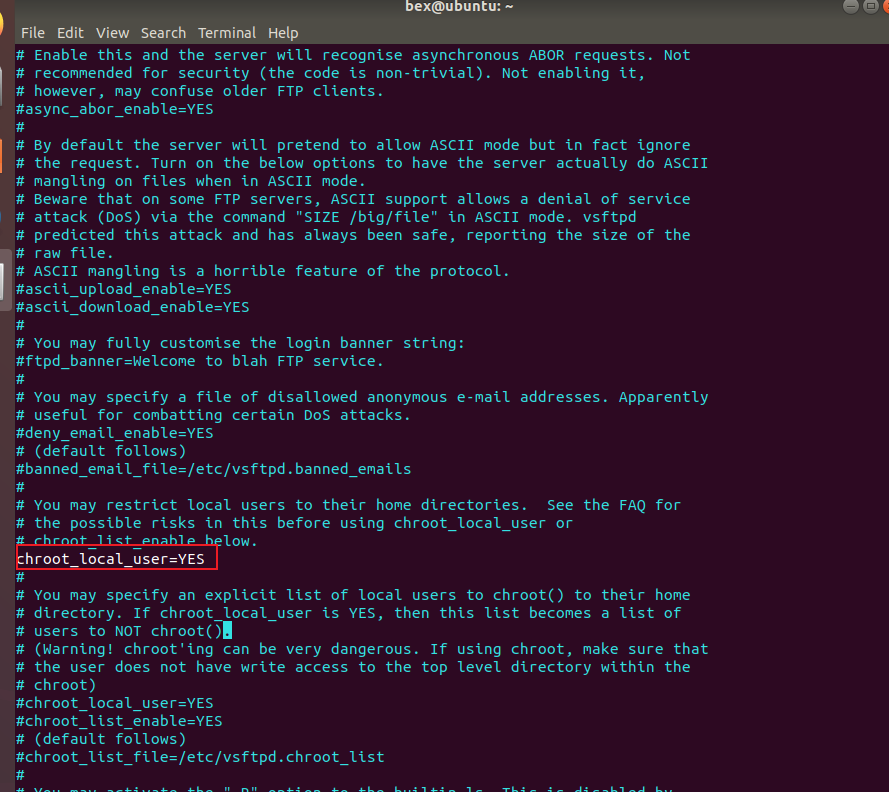 bex@ubuntu: ~
File Edit View Search Terminal Help
# Enable this and the server will recognise asynchronous ABOR requests. Not
# recommended for security (the code is non-trivial). Not enabling it,
# however, may confuse older FTP clients.
#async_abor_enable=YES
#
# By default the server will pretend to allow ASCII mode but in fact ignore
# the request. Turn on the below options to have the server actually do ASCII
# mangling on files when in ASCII mode.
# Beware that on some FTP servers, ASCII support allows a denial of service
# attack (DoS) via the command "SIZE /big/file" in ASCII mode. vsftpd
# predicted this attack and has always been safe, reporting the size of the
# raw file.
# ASCII mangling is a horrible feature of the protocol.
#ascii_upload_enable=YES
#ascii_download_enable=YES
#
# You may fully customise the login banner string:
#ftpd_banner=Welcome to blah FTP service.
#
# You may specify a file of disallowed anonymous e-mail addresses. Apparently
# useful for combatting certain DoS attacks.
#deny_email_enable=YES
# (default follows)
#banned_email_file=/etc/vsftpd.banned_emails
#
# You may restrict local users to their home directories.  See the FAQ for
# the possible risks in this before using chroot_local_user or
# chroot_list_enable below.
chroot_local_user=YES
#
# You may specify an explicit list of local users to chroot() to their home
# directory. If chroot_local_user is YES, then this list becomes a list of
# users to NOT chroot().
# (Warning! chroot'ing can be very dangerous. If using chroot, make sure that
# the user does not have write access to the top level directory within the
# chroot)
#chroot_local_user=YES
#chroot_list_enable=YES
# (default follows)
#chroot_list_file=/etc/vsftpd.chroot_list
#
# You may activate the "-R" option to the builtin ls. This is disabled by